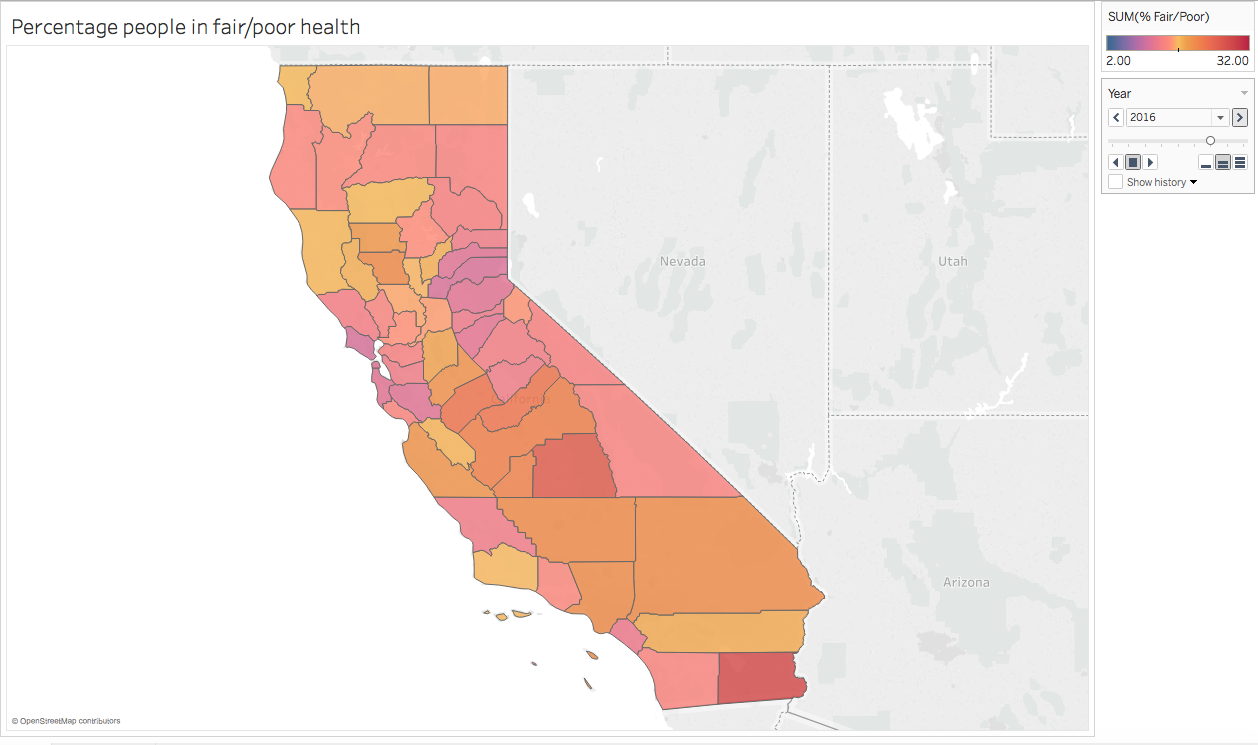 Percentage people in fair/poor health
SUM(% Fair/Poor)
2.00 32.00
Year
2016
Show history
Nevada
Utah
California
Arizona
© OpenStreetMap contributors